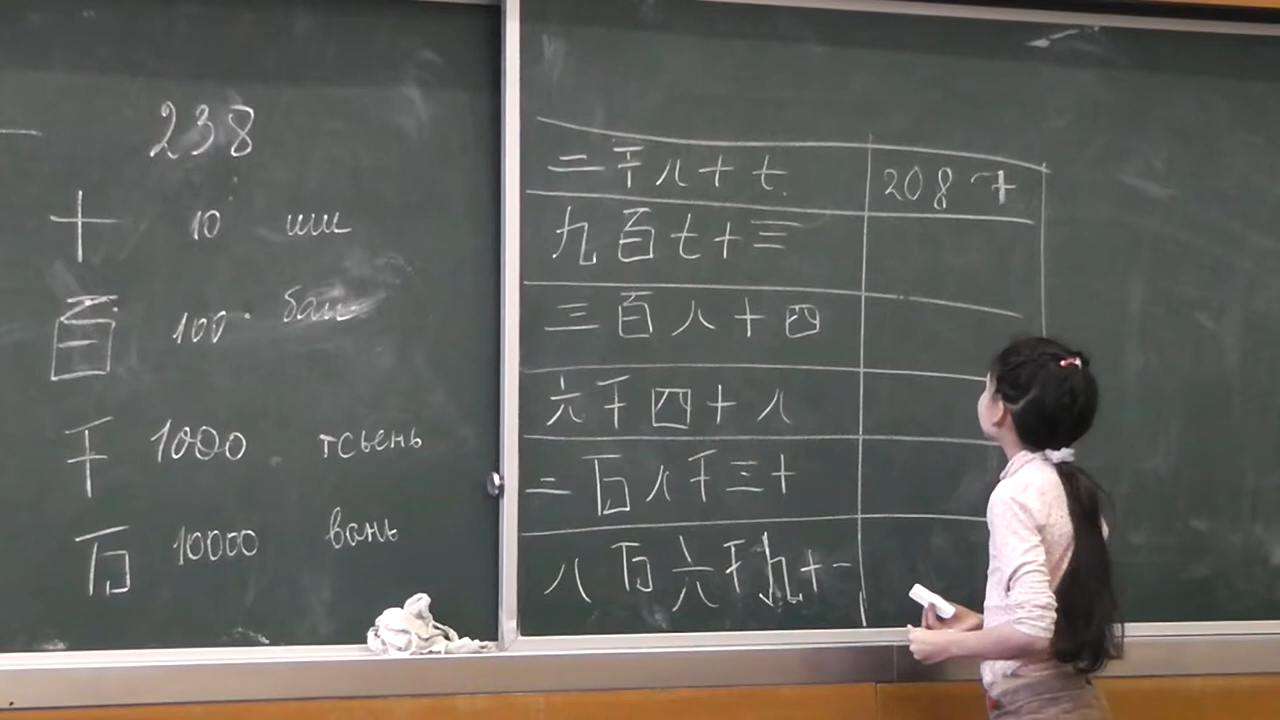 238
十 10 ши
百 100 бай
千 1000 тсьень
万 10000 вань
二千八十七 2087
九百七十三
三百八十四
六千四十八
二万八千三十
八万六千九十一